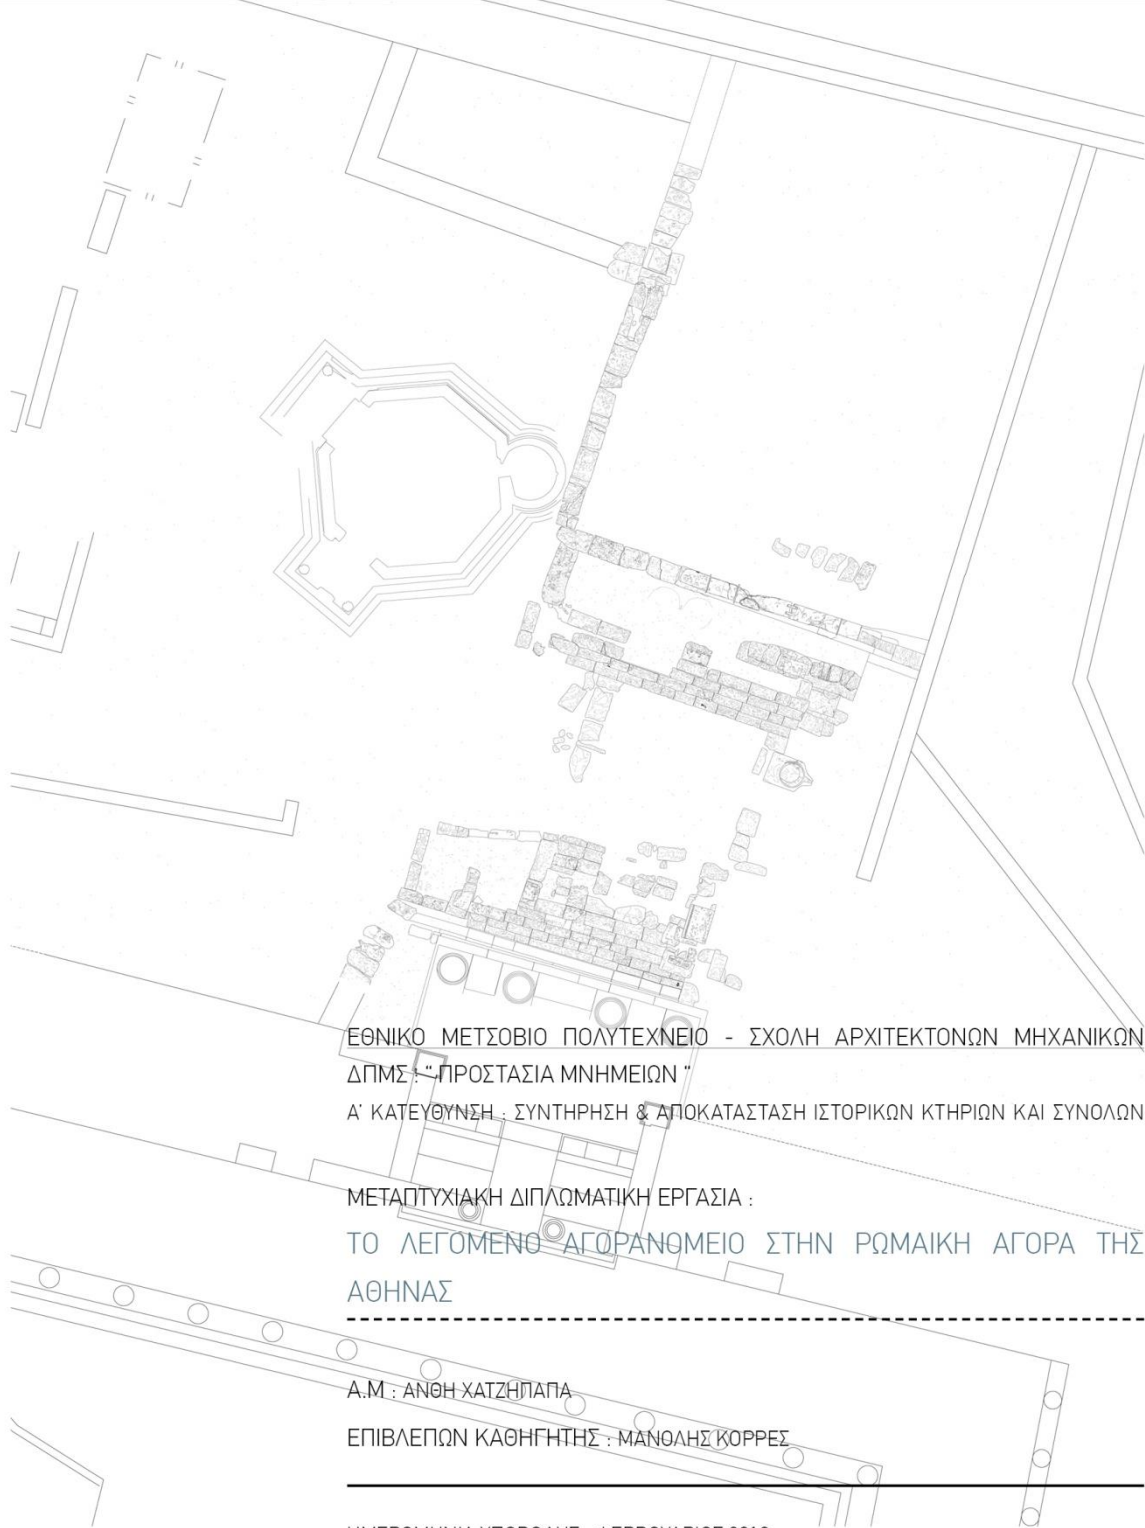 ΕΘΝΙΚΟ ΜΕΤΣΟΒΙΟ ΠΟΛΥΤΕΧΝΕΙΟ - ΣΧΟΛΗ ΑΡΧΙΤΕΚΤΟΝΩΝ ΜΗΧΑΝΙΚΩΝ
ΔΠΜΣ : “ ΠΡΟΣΤΑΣΙΑ ΜΝΗΜΕΙΩΝ “
Α' ΚΑΤΕΥΘΥΝΣΗ : ΣΥΝΤΗΡΗΣΗ & ΑΠΟΚΑΤΑΣΤΑΣΗ ΙΣΤΟΡΙΚΩΝ ΚΤΗΡΙΩΝ ΚΑΙ ΣΥΝΟΛΩΝ
ΜΕΤΑΠΤΥΧΙΑΚΗ ΔΙΠΛΩΜΑΤΙΚΗ ΕΡΓΑΣΙΑ :
ΤΟ ΛΕΓΟΜΕΝΟ ΑΓΟΡΑΝΟΜΕΙΟ ΣΤΗΝ ΡΩΜΑΙΚΗ ΑΓΟΡΑ ΤΗΣ
ΑΘΗΝΑΣ
Α.Μ : ΑΝΘΗ ΧΑΤΖΗΠΑΠΑ
ΕΠΙΒΛΕΠΩΝ ΚΑΘΗΓΗΤΗΣ : ΜΑΝΟΛΗΣ ΚΟΡΡΕΣ